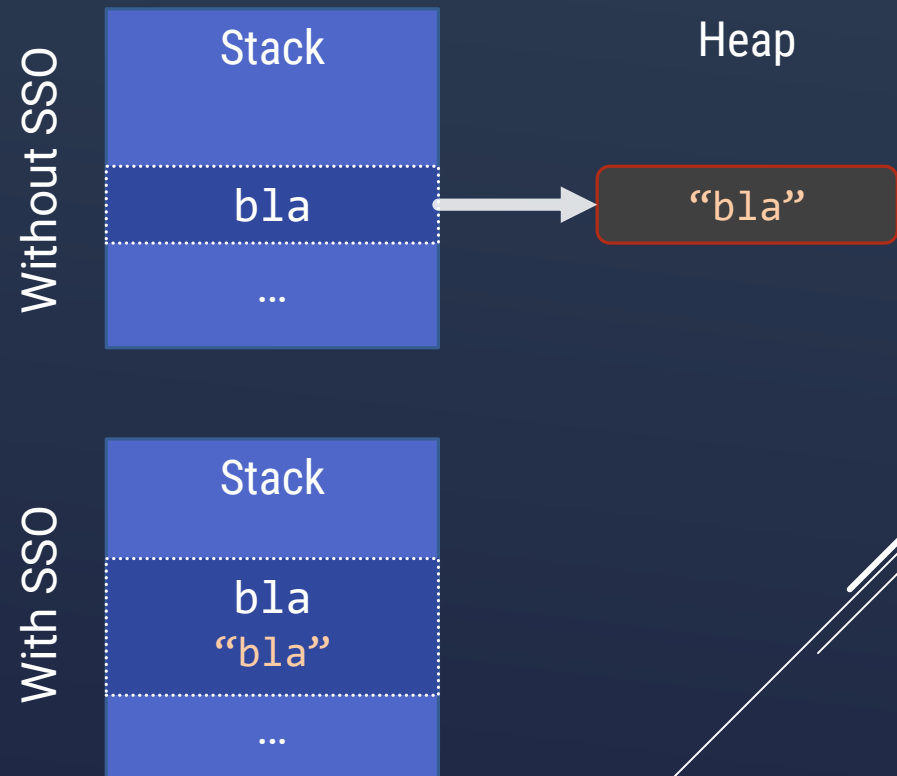 Without SSO
Stack
Heap
bla
“bla”
...
With SSO
Stack
bla
“bla”
...